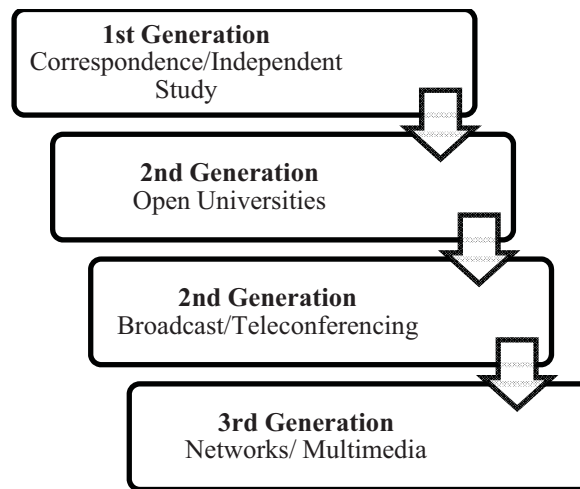 1st Generation
Correspondence/Independent
Study
2nd Generation
Open Universities
2nd Generation
Broadcast/Teleconferencing
3rd Generation
Networks/ Multimedia